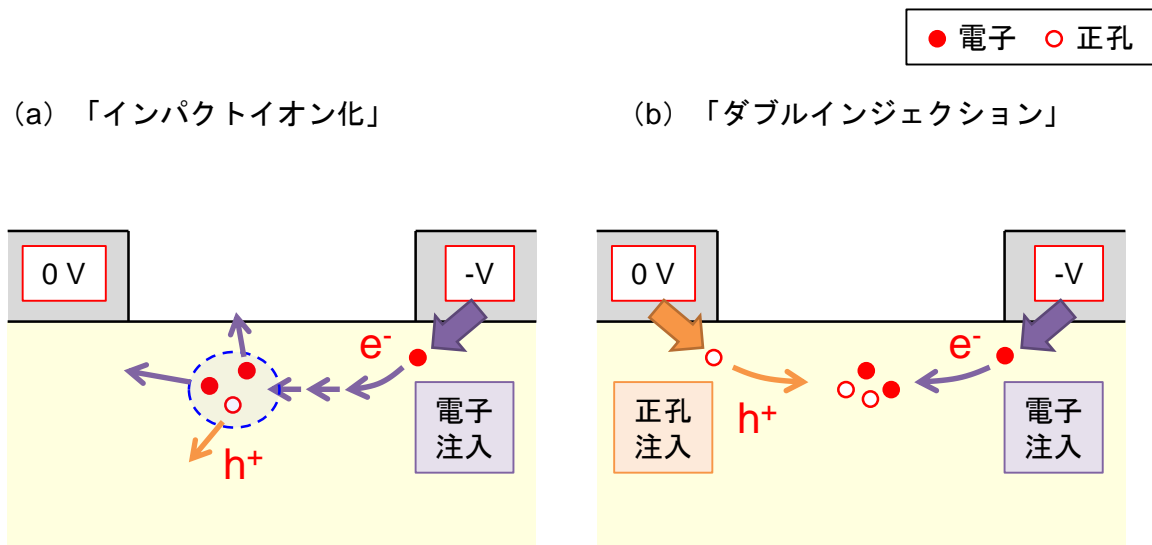 電子 正孔
(a) 「インパクトイオン化」
(b) 「ダブルインジェクション」
0 V
-V
e-
電子
注入
h+
0 V
-V
e-
正孔
注入
h+
電子
注入